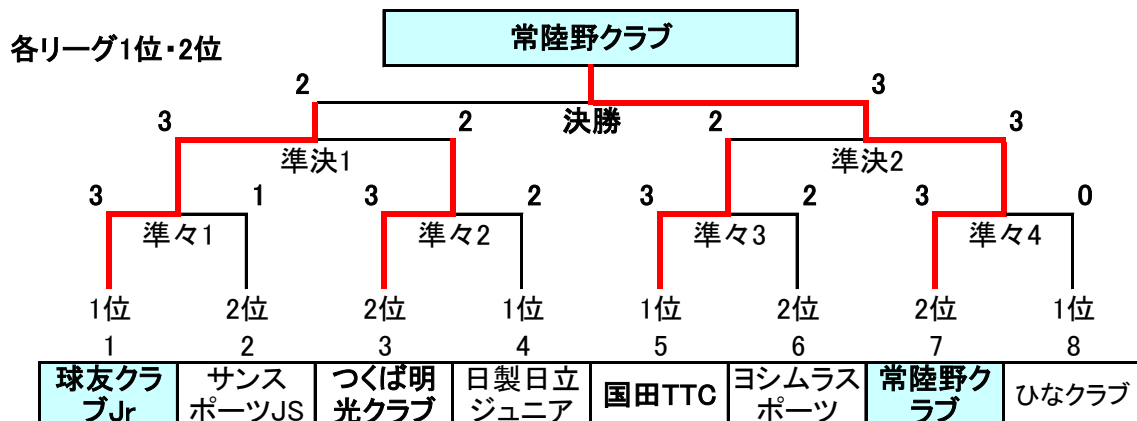 常陸野クラブ
各リーグ1位・2位
2 3
決勝
3 2 2 3
準決1 準決2
3 1 3 2 3 2 3 0
準々1 準々2 準々3 準々4
1位 2位 2位 1位 1位 2位 2位 1位
1 2 3 4 5 6 7 8
球友クラ
ブJr
サンス
ポーツJS
つくば明
光クラブ
日製日立
ジュニア
国田TTC
ヨシムラス
ポーツ
常陸野ク
ラブ
ひなクラブ